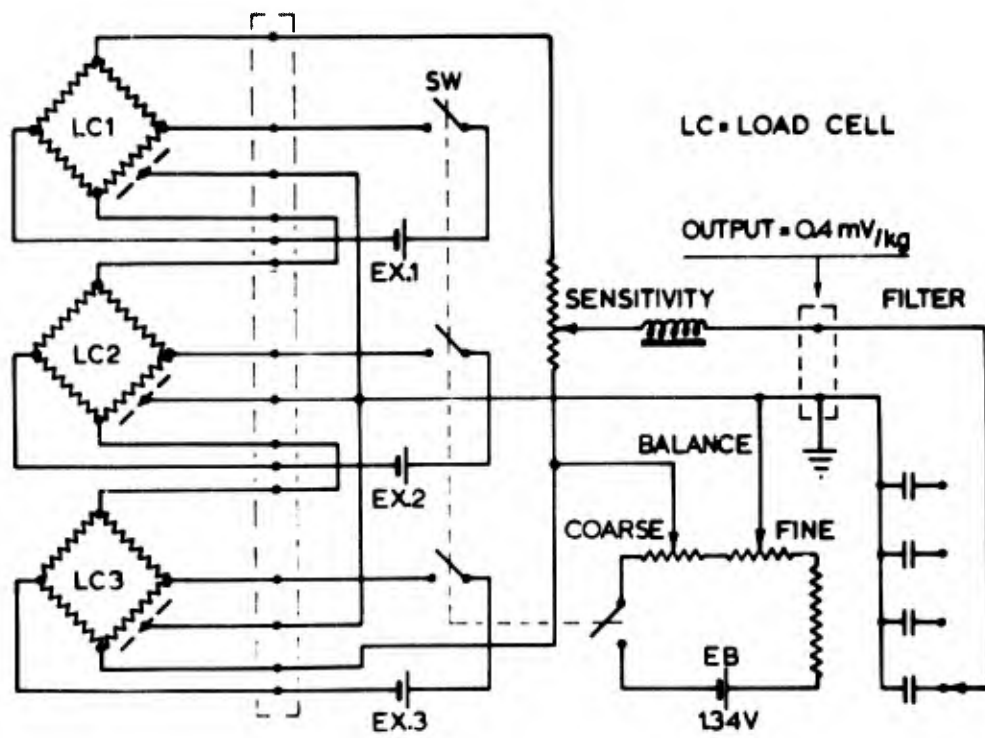 SW
LC1
LC = LOAD CELL
OUTPUT = 0.4 mV/kg
EX.1
SENSITIVITY
FILTER
LC2
BALANCE
EX.2
COARSE
FINE
LC3
EB
EX.3
1.34V